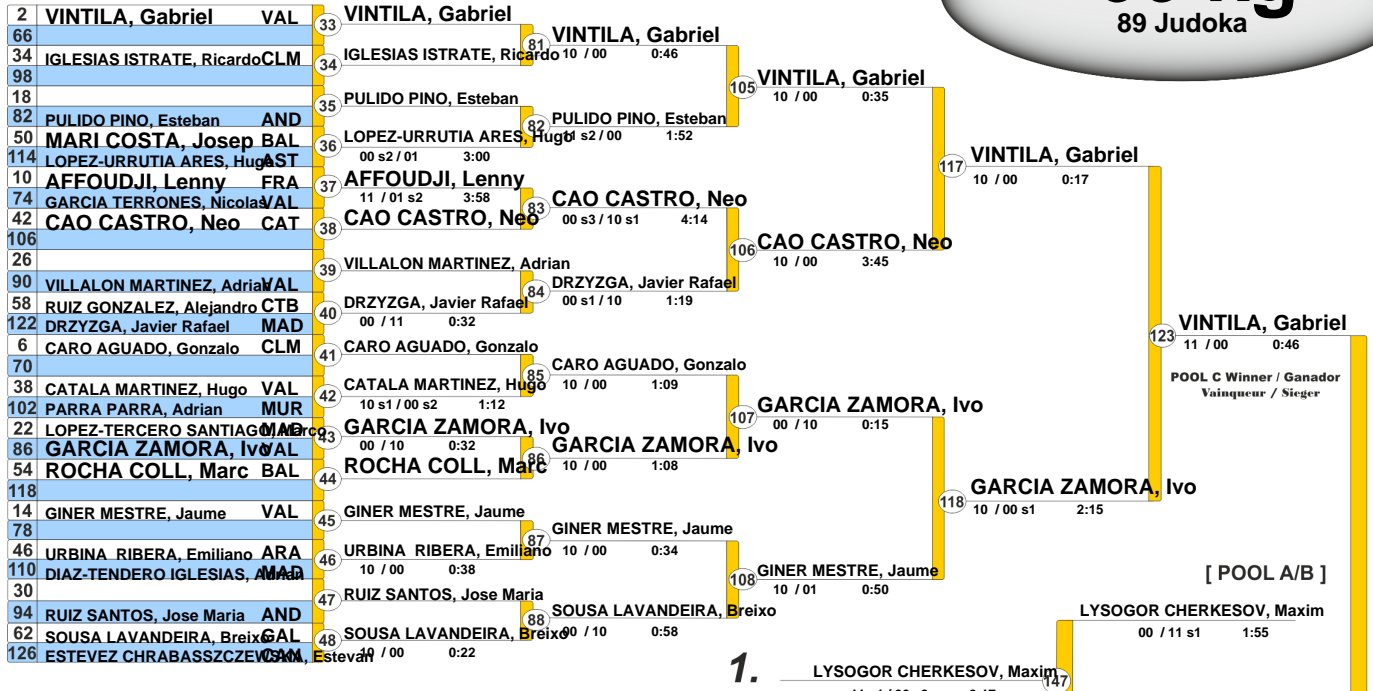 89 Judoka
2 VINTILA, Gabriel VAL
66
34 IGLESIAS ISTRATE, Ricardo CLM
98
18
82 PULIDO PINO, Esteban AND
50 MARI COSTA, Josep BAL
114 LOPEZ-URRUTIA ARES, Hugo AST
10 AFFOUDJI, Lenny FRA
74 GARCIA TERRONES, Nicolas VAL
42 CAO CASTRO, Neo CAT
106
26
90 VILLALON MARTINEZ, Adrian VAL
58 RUIZ GONZALEZ, Alejandro CTB
122 DRZYZGA, Javier Rafael MAD
6 CARO AGUADO, Gonzalo CLM
70
38 CATALA MARTINEZ, Hugo VAL
102 PARRA PARRA, Adrian MUR
22 LOPEZ-TERCERO SANTIAGO, Marco MAD
86 GARCIA ZAMORA, Ivo VAL
54 ROCHA COLL, Marc BAL
118
14 GINER MESTRE, Jaume VAL
78
46 URBINA RIBERA, Emiliano ARA
110 DIAZ-TENDERO IGLESIAS, Adrian MAD
30
94 RUIZ SANTOS, Jose Maria AND
62 SOUSA LAVANDEIRA, Breixo GAL
126 ESTEVEZ CHRABASSZCZEWSKA, Estevan CAN
33 VINTILA, Gabriel
34 IGLESIAS ISTRATE, Ricardo
35 PULIDO PINO, Esteban
36 LOPEZ-URRUTIA ARES, Hugo
00 s2 / 01 3:00
37 AFFOUDJI, Lenny
11 / 01 s2 3:58
38 CAO CASTRO, Neo
39 VILLALON MARTINEZ, Adrian
40 DRZYZGA, Javier Rafael
00 / 11 0:32
41 CARO AGUADO, Gonzalo
42 CATALA MARTINEZ, Hugo
10 s1 / 00 s2 1:12
43 GARCIA ZAMORA, Ivo
00 / 10 0:32
44 ROCHA COLL, Marc
45 GINER MESTRE, Jaume
46 URBINA RIBERA, Emiliano
10 / 00 0:38
47 RUIZ SANTOS, Jose Maria
48 SOUSA LAVANDEIRA, Breixo
10 / 00 0:22
81 VINTILA, Gabriel
10 / 00 0:46
82 PULIDO PINO, Esteban
11 s2 / 00 1:52
83 CAO CASTRO, Neo
00 s3 / 10 s1 4:14
84 DRZYZGA, Javier Rafael
00 s1 / 10 1:19
85 CARO AGUADO, Gonzalo
10 / 00 1:09
86 GARCIA ZAMORA, Ivo
10 / 00 1:08
87 GINER MESTRE, Jaume
10 / 00 0:34
88 SOUSA LAVANDEIRA, Breixo
00 / 10 0:58
105 VINTILA, Gabriel
10 / 00 0:35
106 CAO CASTRO, Neo
10 / 00 3:45
107 GARCIA ZAMORA, Ivo
00 / 10 0:15
108 GINER MESTRE, Jaume
10 / 01 0:50
117 VINTILA, Gabriel
10 / 00 0:17
118 GARCIA ZAMORA, Ivo
10 / 00 s1 2:15
123 VINTILA, Gabriel
11 / 00 0:46
POOL C Winner / Ganador
Vainqueur / Sieger
[ POOL A/B ]
LYSOGOR CHERKESOV, Maxim
00 / 11 s1 1:55
1. LYSOGOR CHERKESOV, Maxim
147